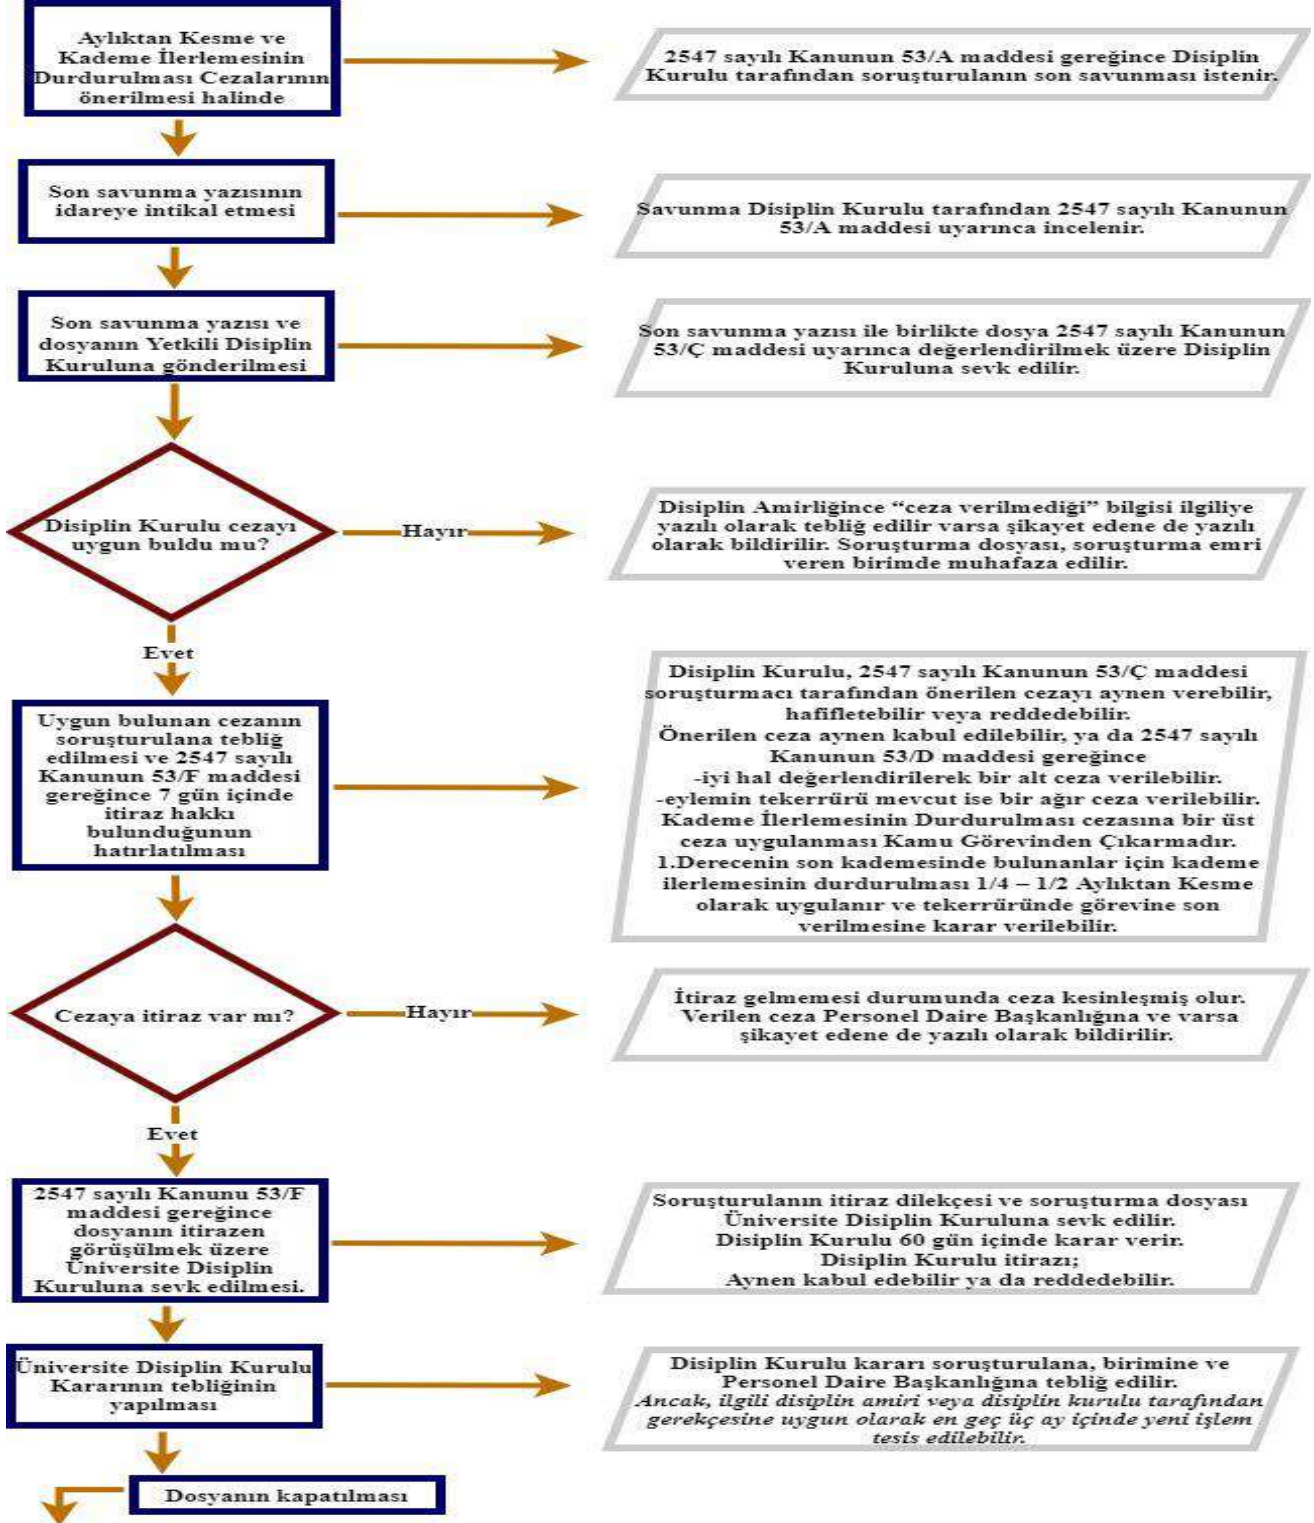 Aylıktan Kesme ve
Kademe İlerlemesinin
Durdurulması Cezalarının
önerilmesi halinde
2547 sayılı Kanunun 53/A maddesi gereğince Disiplin
Kurulu tarafından soruşturulanın son savunması istenir.
Son savunma yazısının
idareye intikal etmesi
Savunma Disiplin Kurulu tarafından 2547 sayılı Kanunun
53/A maddesi uyarınca incelenir.
Son savunma yazısı ve
dosyanın Yetkili Disiplin
Kuruluna gönderilmesi
Son savunma yazısı ile birlikte dosya 2547 sayılı Kanunun
53/Ç maddesi uyarınca değerlendirilmek üzere Disiplin
Kuruluna sevk edilir.
Disiplin Kurulu cezayı
uygun buldu mu?
Hayır
Disiplin Amirliğince “ceza verilmediği” bilgisi ilgiliye
yazılı olarak tebliğ edilir varsa şikayet edene de yazılı
olarak bildirilir. Soruşturma dosyası, soruşturma emri
veren birimde muhafaza edilir.
Evet
Uygun bulunan cezanın
soruşturulana tebliğ
edilmesi ve 2547 sayılı
Kanunun 53/F maddesi
gereğince 7 gün içinde
itiraz hakkı
bulunduğunun
hatırlatılması
Disiplin Kurulu, 2547 sayılı Kanunun 53/Ç maddesi
soruşturmacı tarafından önerilen cezayı aynen verebilir,
hafifletebilir veya reddedebilir.
Önerilen ceza aynen kabul edilebilir, ya da 2547 sayılı
Kanunun 53/D maddesi gereğince
-iyi hal değerlendirilerek bir alt ceza verilebilir.
-eylemin tekerrürü mevcut ise bir ağır ceza verilebilir.
Kademe İlerlemesinin Durdurulması cezasına bir üst
ceza uygulanması Kamu Görevinden Çıkarmadır.
1.Derecenin son kademesinde bulunanlar için kademe
ilerlemesinin durdurulması 1/4 – 1/2 Aylıktan Kesme
olarak uygulanır ve tekerrüründe görevine son
verilmesine karar verilebilir.
Cezaya itiraz var mı?
Hayır
İtiraz gelmemesi durumunda ceza kesinleşmiş olur.
Verilen ceza Personel Daire Başkanlığına ve varsa
şikayet edene de yazılı olarak bildirilir.
Evet
2547 sayılı Kanunu 53/F
maddesi gereğince
dosyanın itirazen
görüşülmek üzere
Üniversite Disiplin
Kuruluna sevk edilmesi.
Soruşturulanın itiraz dilekçesi ve soruşturma dosyası
Üniversite Disiplin Kuruluna sevk edilir.
Disiplin Kurulu 60 gün içinde karar verir.
Disiplin Kurulu itirazı;
Aynen kabul edebilir ya da reddedebilir.
Üniversite Disiplin Kurulu
Kararının tebliğinin
yapılması
Disiplin Kurulu kararı soruşturulana, birimine ve
Personel Daire Başkanlığına tebliğ edilir.
Ancak, ilgili disiplin amiri veya disiplin kurulu tarafından
gerekçesine uygun olarak en geç üç ay içinde yeni işlem
tesis edilebilir.
Dosyanın kapatılması